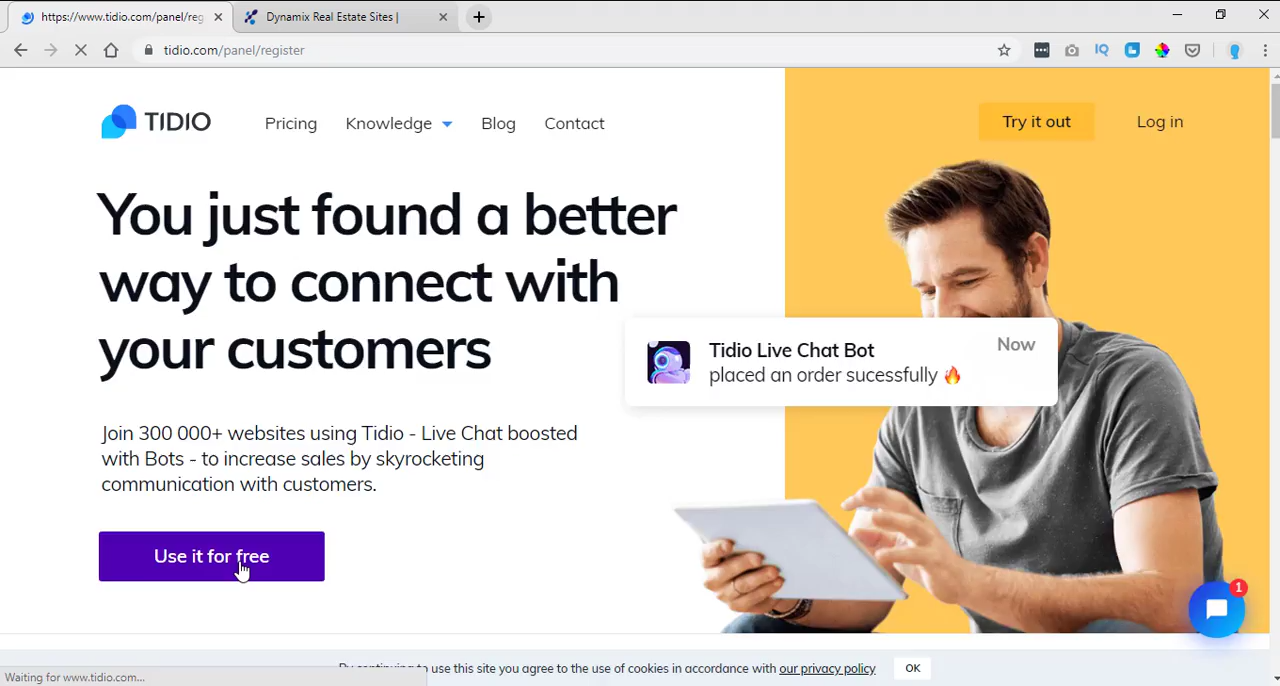 https://www.tidio.com/panel/reg
Dynamix Real Estate Sites |
tidio.com/panel/register
IQ
TIDIO
Pricing
Knowledge
Blog
Contact
Try it out
Log in
You just found a better
way to connect with
your customers
Tidio Live Chat Bot
Now
placed an order sucessfully 🔥
Join 300 000+ websites using Tidio - Live Chat boosted
with Bots - to increase sales by skyrocketing
communication with customers.
Use it for free
1
By continuing to use this site you agree to the use of cookies in accordance with our privacy policy
OK
Waiting for www.tidio.com...